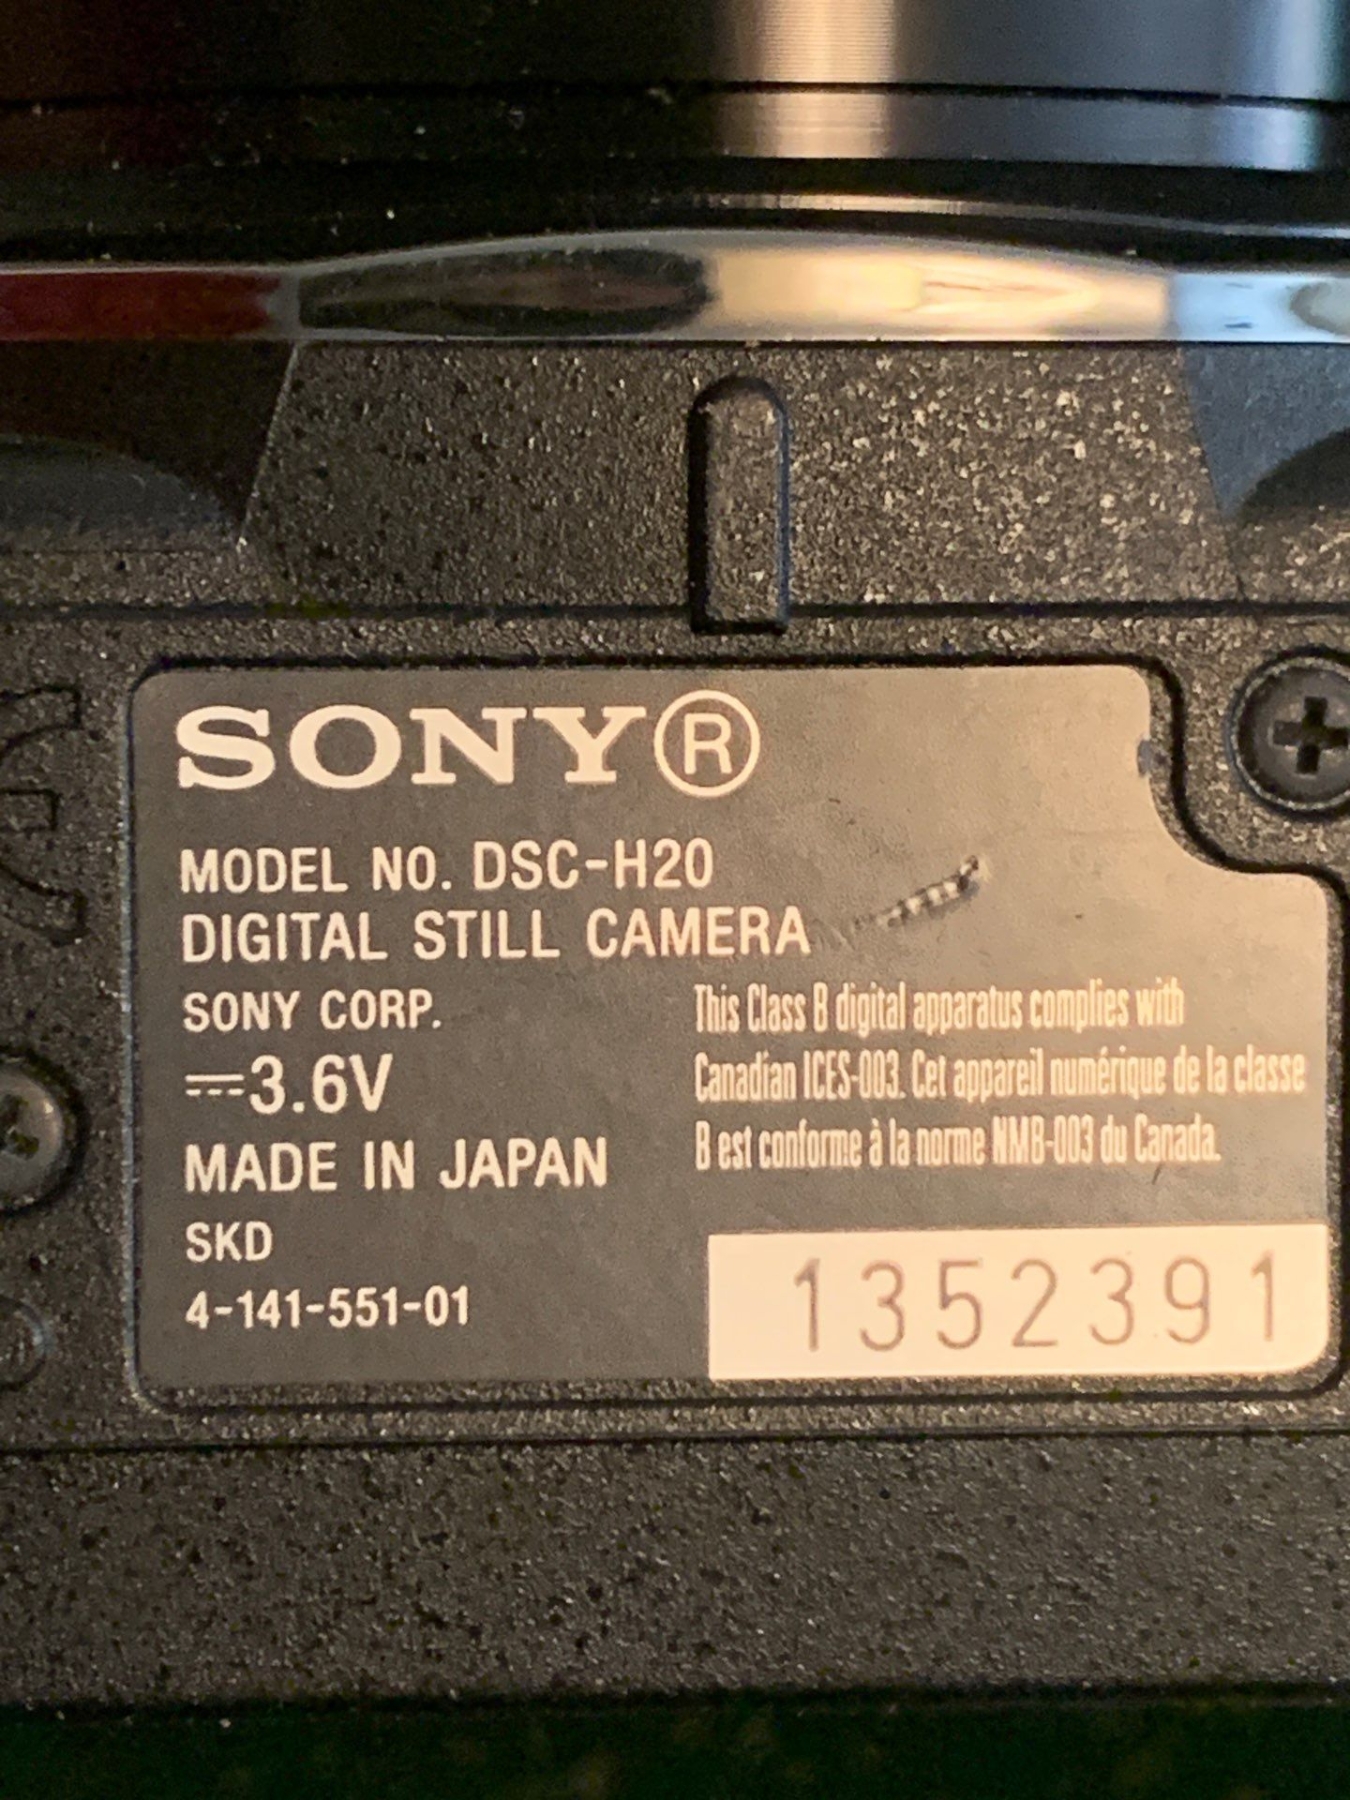 SONY®
MODEL NO. DSC-H20
DIGITAL STILL CAMERA
SONY CORP.
⎓3.6V
MADE IN JAPAN
SKD
4-141-551-01
This Class B digital apparatus complies with
Canadian ICES-003. Cet appareil numérique de la classe
B est conforme à la norme NMB-003 du Canada.
1352391